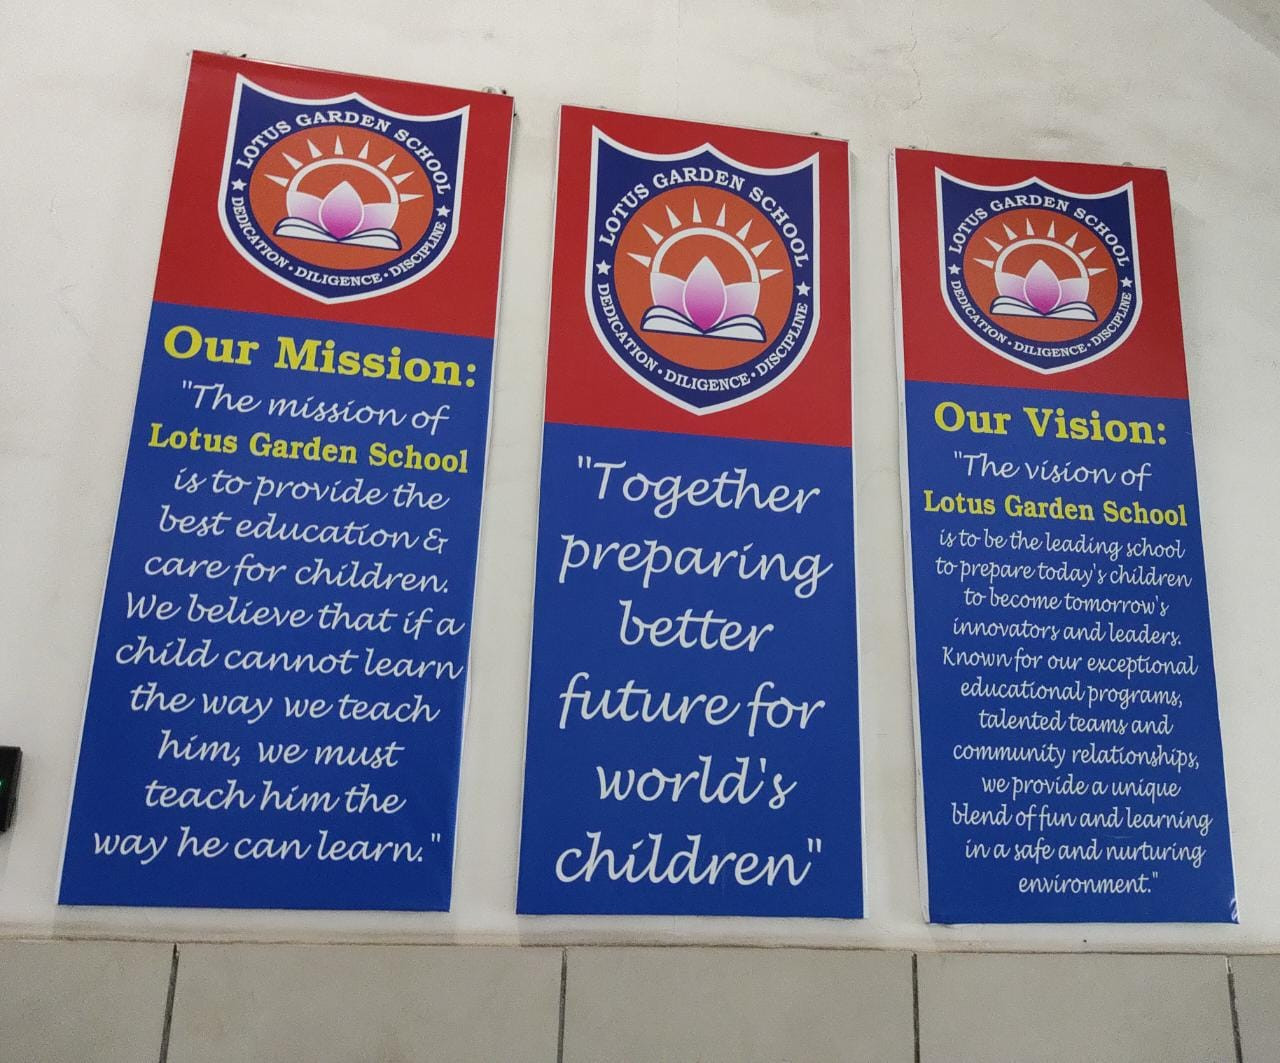 LOTUS GARDEN SCHOOL
DEDICATION • DILIGENCE • DISCIPLINE
Our Mission:
"The mission of
Lotus Garden School
is to provide the
best education &
care for children.
We believe that if a
child cannot learn
the way we teach
him, we must
teach him the
way he can learn."
LOTUS GARDEN SCHOOL
DEDICATION • DILIGENCE • DISCIPLINE
"Together
preparing
better
future for
world's
children"
LOTUS GARDEN SCHOOL
DEDICATION • DILIGENCE • DISCIPLINE
Our Vision:
"The vision of
Lotus Garden School
is to be the leading school
to prepare today's children
to become tomorrow's
innovators and leaders.
Known for our exceptional
educational programs,
talented teams and
community relationships,
we provide a unique
blend of fun and learning
in a safe and nurturing
environment."